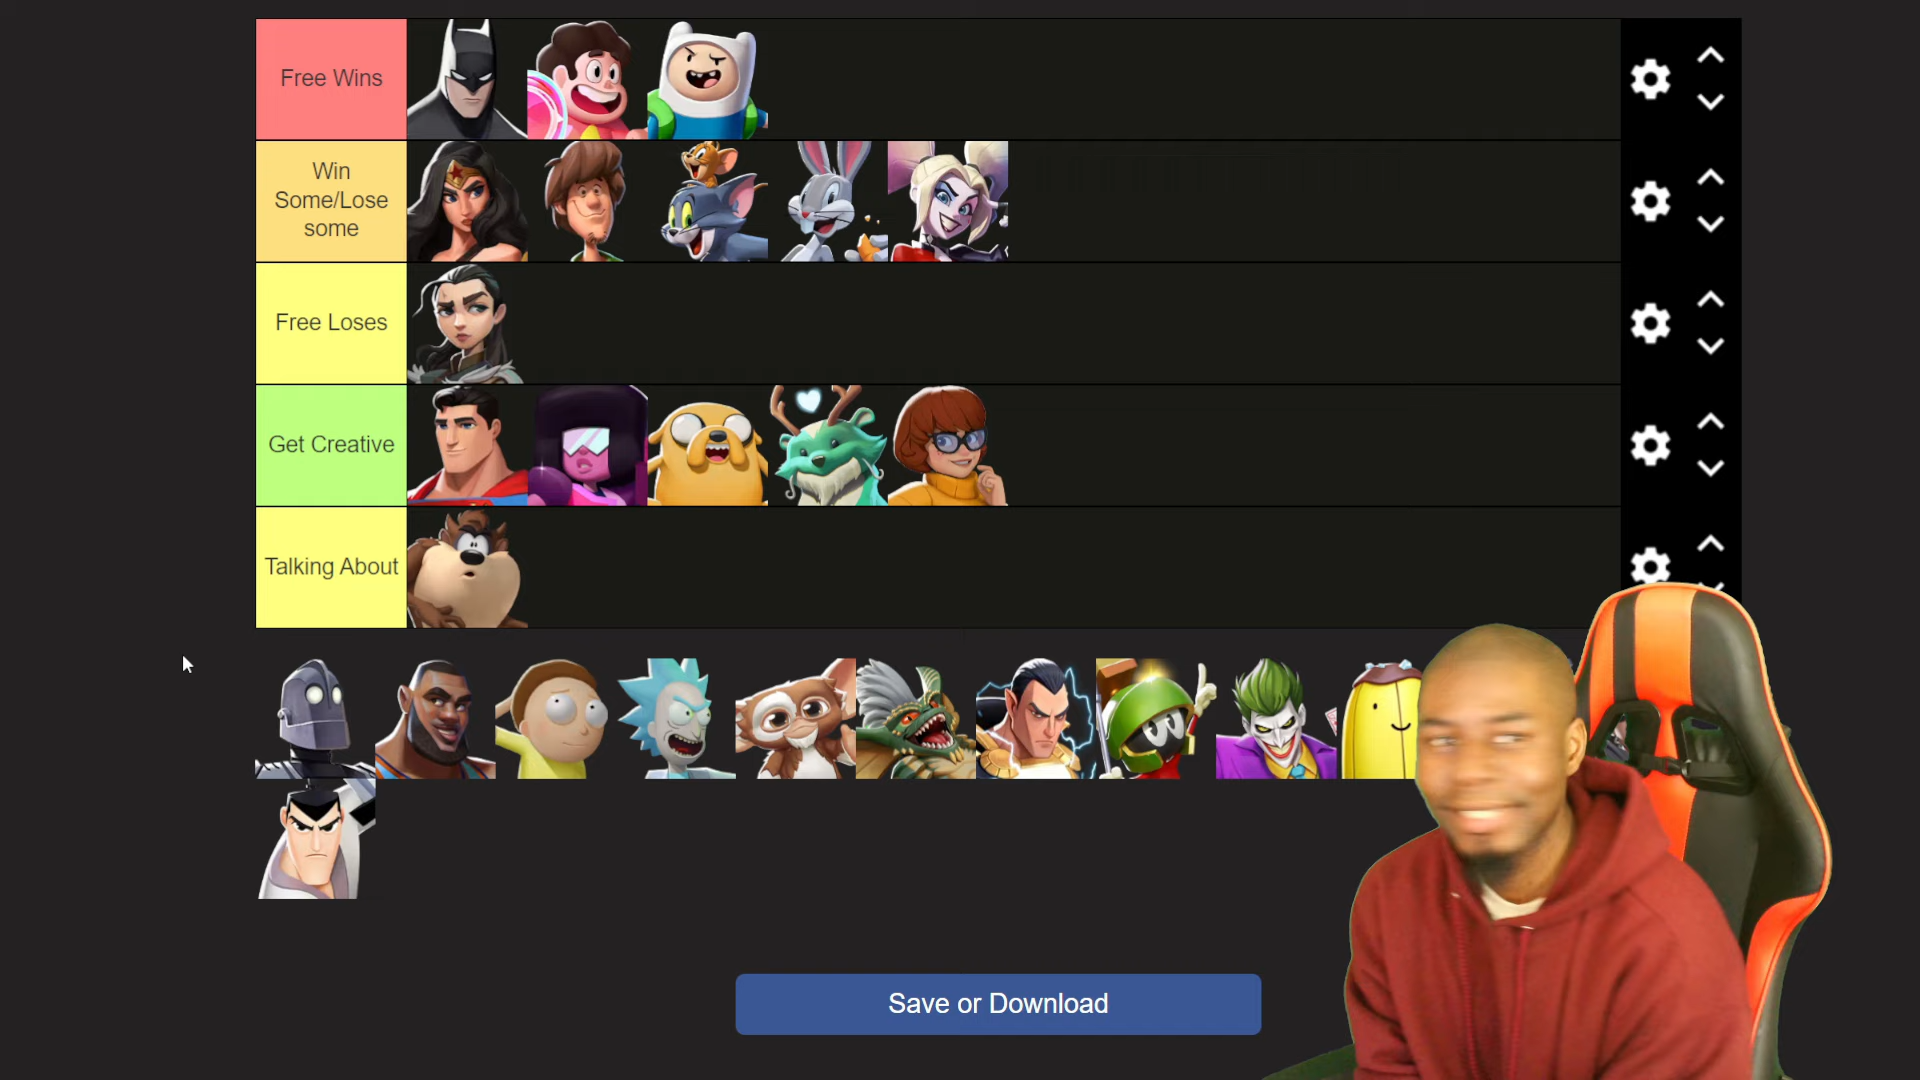 Free Wins
Win
Some/Lose
some
Free Loses
Get Creative
Talking About
Save or Download